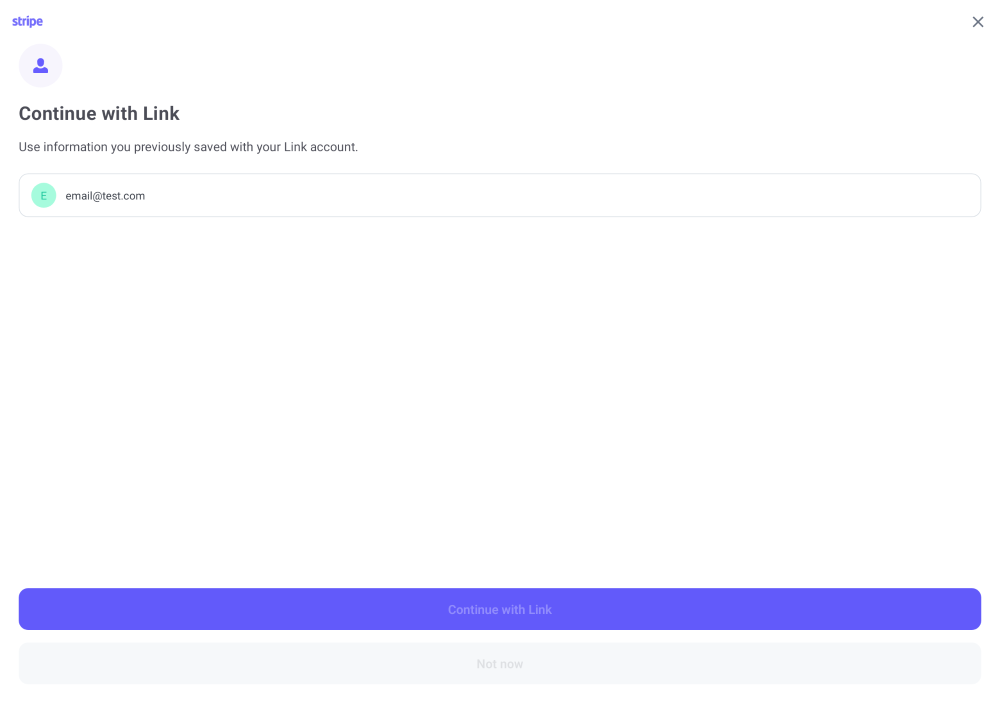 stripe
Continue with Link
Use information you previously saved with your Link account.
E
email@test.com
Continue with Link
Not now